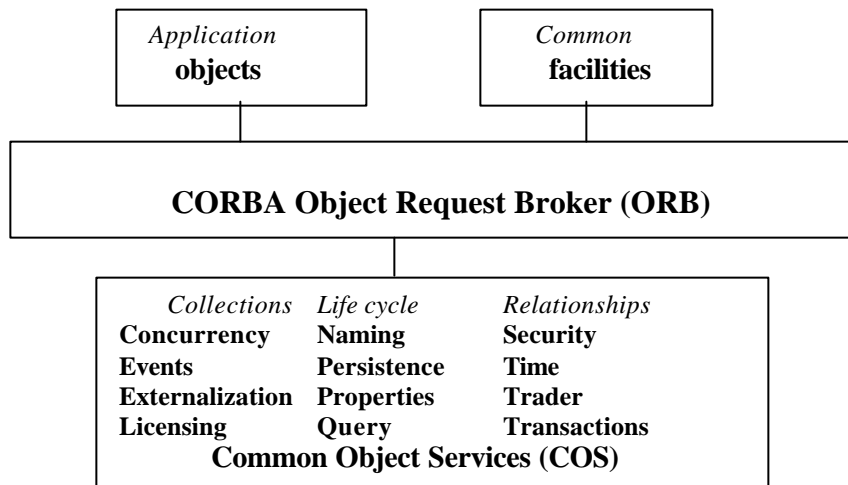 Application
objects
Common
facilities
CORBA Object Request Broker (ORB)
Collections Life cycle Relationships
Concurrency Naming Security
Events Persistence Time
Externalization Properties Trader
Licensing Query Transactions
Common Object Services (COS)